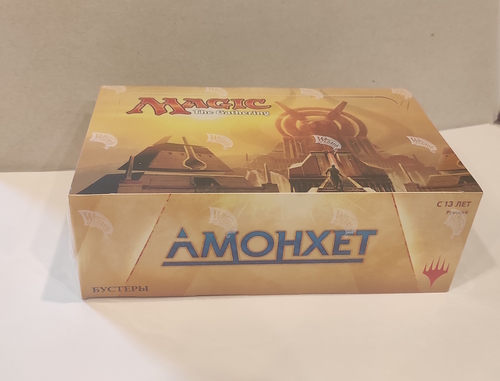 MAGIC
The Gathering
С 13 ЛЕТ
АМОНХЕТ
БУСТЕРЫ